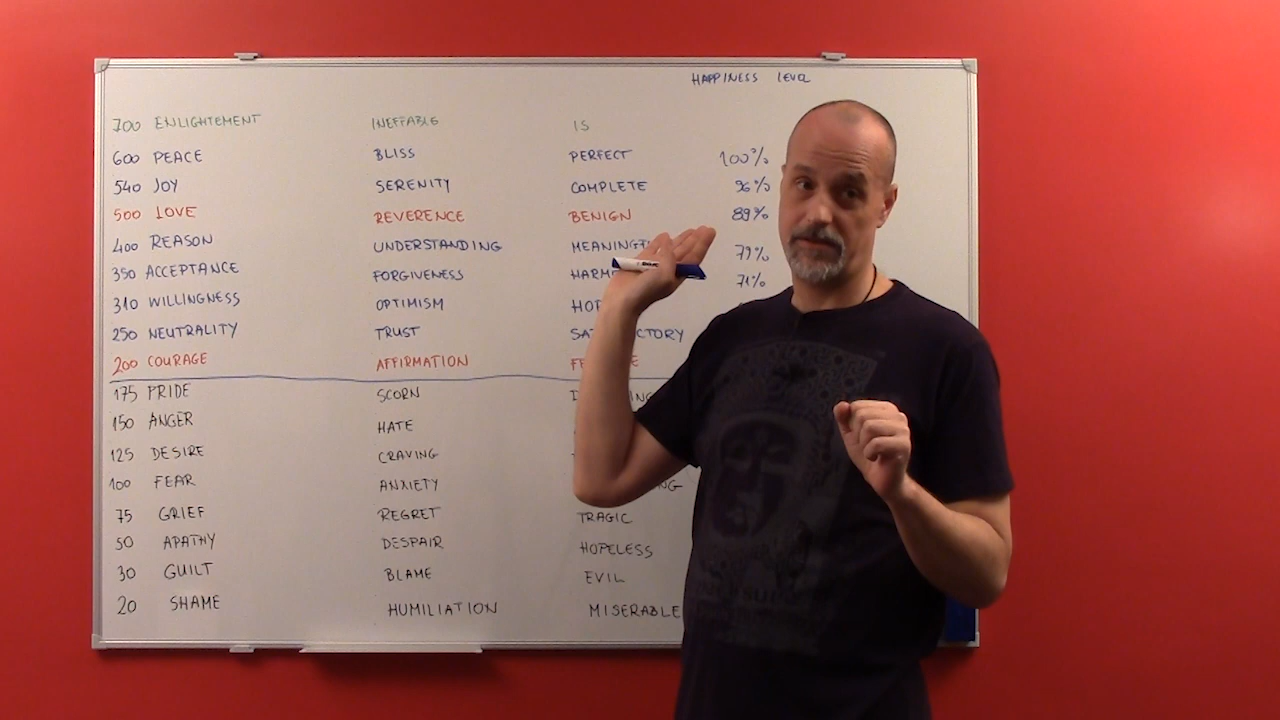 HAPPINESS LEVEL
700 ENLIGHTEMENT INEFFABLE IS
600 PEACE BLISS PERFECT 100%
540 JOY SERENITY COMPLETE 96%
500 LOVE REVERENCE BENIGN 89%
400 REASON UNDERSTANDING 79%
350 ACCEPTANCE FORGIVENESS 71%
310 WILLINGNESS OPTIMISM
250 NEUTRALITY TRUST
200 COURAGE AFFIRMATION
175 PRIDE SCORN
150 ANGER HATE
125 DESIRE CRAVING
100 FEAR ANXIETY
75 GRIEF REGRET TRAGIC
50 APATHY DESPAIR HOPELESS
30 GUILT BLAME EVIL
20 SHAME HUMILIATION MISERABLE